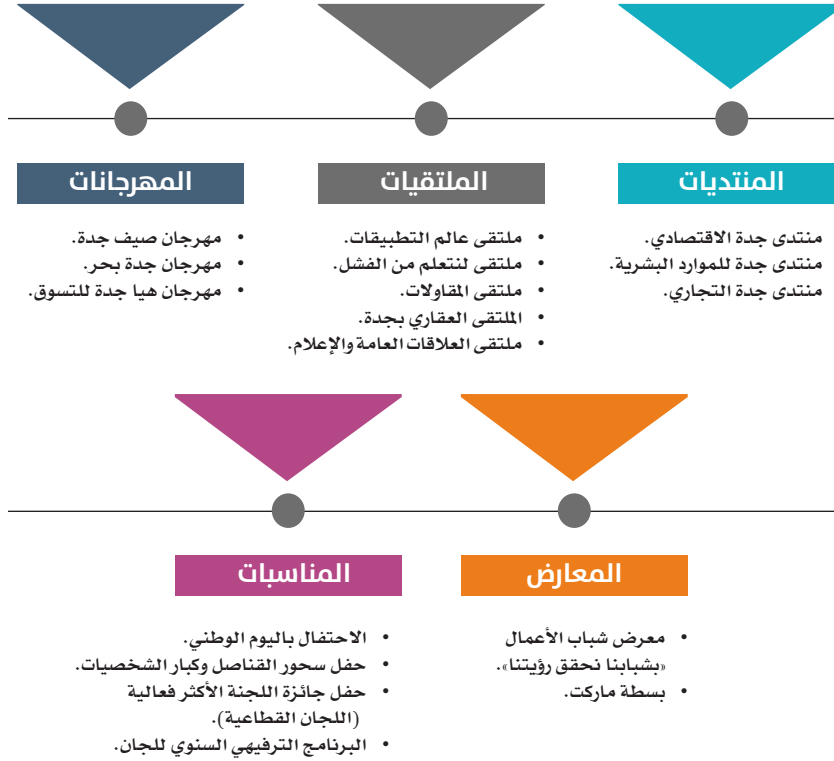 المنتديات
منتدى جدة الاقتصادي.
منتدى جدة للموارد البشرية.
منتدى جدة التجاري.
الملتقيات
• ملتقى عالم التطبيقات.
• ملتقى لنتعلم من الفشل.
• ملتقى المقاولات.
• الملتقى العقاري بجدة.
• ملتقى العلاقات العامة والإعلام.
المهرجانات
• مهرجان صيف جدة.
• مهرجان جدة بحر.
• مهرجان هيا جدة للتسوق.
المعارض
• معرض شباب الأعمال
«بشبابنا نحقق رؤيتنا».
• بسطة ماركت.
المناسبات
• الاحتفال باليوم الوطني.
• حفل سحور القناصل وكبار الشخصيات.
• حفل جائزة اللجنة الأكثر فعالية
(اللجان القطاعية).
• البرنامج الترفيهي السنوي للجان.